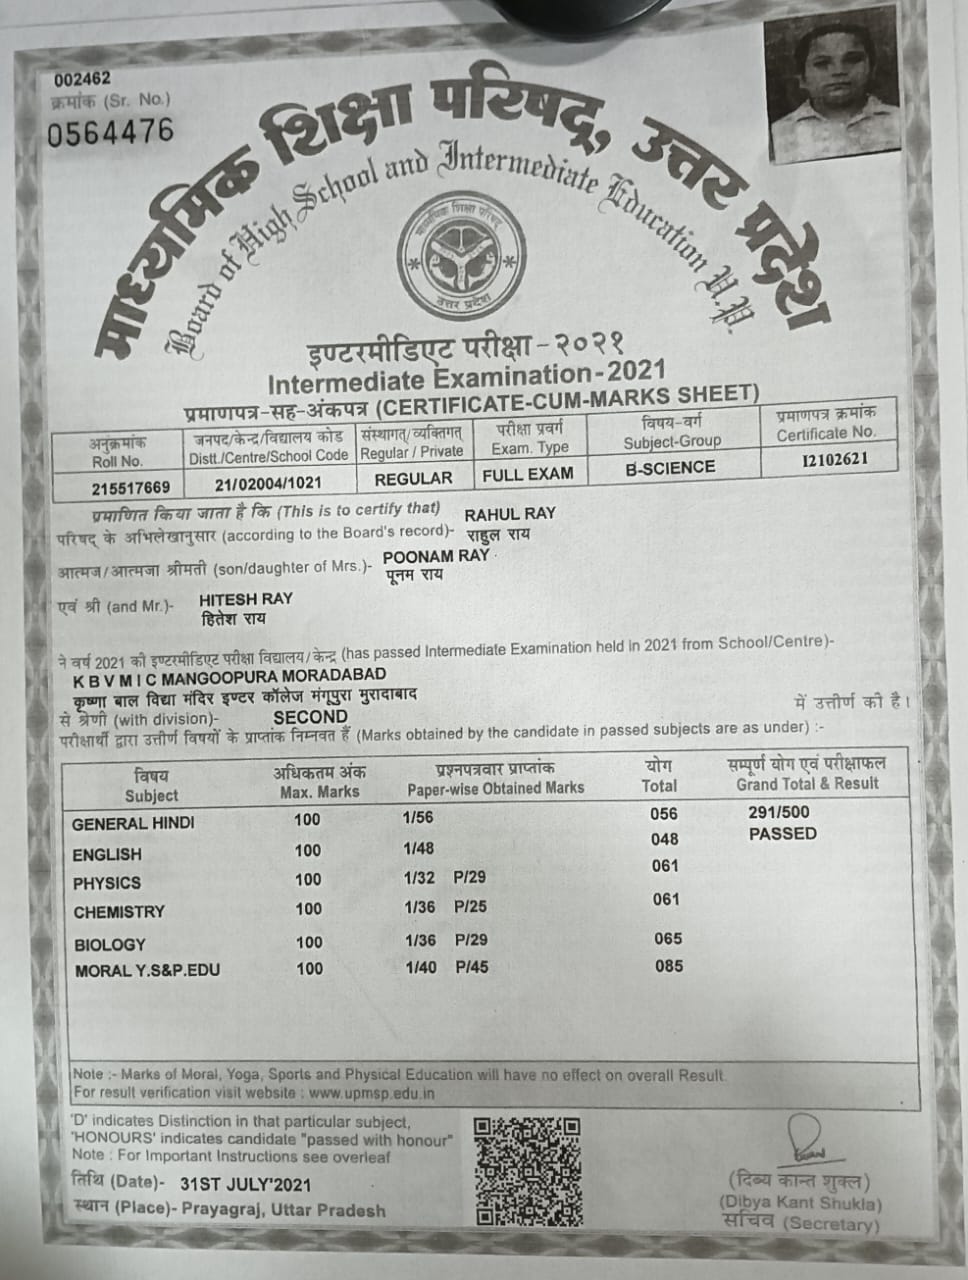 002462
क्रमांक (Sr. No.)
0564476
माध्यमिक शिक्षा परिषद्, उत्तर प्रदेश
Board of High School and Intermediate Education U.P.
माध्यमिक शिक्षा परिषद्
उत्तर प्रदेश
इण्टरमीडिएट परीक्षा - २०२१
Intermediate Examination - 2021
प्रमाणपत्र-सह-अंकपत्र (CERTIFICATE-CUM-MARKS SHEET)
अनुक्रमांक जनपद/केन्द्र/विद्यालय कोड संस्थागत/व्यक्तिगत परीक्षा प्रवर्ग विषय-वर्ग प्रमाणपत्र क्रमांक
Roll No. Distt./Centre/School Code Regular / Private Exam. Type Subject-Group Certificate No.
215517669 21/02004/1021 REGULAR FULL EXAM B-SCIENCE I2102621
प्रमाणित किया जाता है कि (This is to certify that) RAHUL RAY
परिषद् के अभिलेखानुसार (according to the Board's record)- राहुल राय
आत्मज/आत्मजा श्रीमती (son/daughter of Mrs.)- POONAM RAY
पूनम राय
एवं श्री (and Mr.)- HITESH RAY
हितेश राय
ने वर्ष 2021 की इण्टरमीडिएट परीक्षा विद्यालय/केन्द्र (has passed Intermediate Examination held in 2021 from School/Centre)-
K B V M I C MANGOOPURA MORADABAD
कृष्णा बाल विद्या मंदिर इण्टर कॉलेज मंगूपुरा मुरादाबाद में उत्तीर्ण की है।
से श्रेणी (with division)- SECOND
परीक्षार्थी द्वारा उत्तीर्ण विषयों के प्राप्तांक निम्नवत हैं (Marks obtained by the candidate in passed subjects are as under) :-
विषय अधिकतम अंक प्रश्नपत्रवार प्राप्तांक योग सम्पूर्ण योग एवं परीक्षाफल
Subject Max. Marks Paper-wise Obtained Marks Total Grand Total & Result
GENERAL HINDI 100 1/56 056 291/500
ENGLISH 100 1/48 048 PASSED
PHYSICS 100 1/32 P/29 061
CHEMISTRY 100 1/36 P/25 061
BIOLOGY 100 1/36 P/29 065
MORAL Y.S&P.EDU 100 1/40 P/45 085
Note :- Marks of Moral, Yoga, Sports and Physical Education will have no effect on overall Result.
For result verification visit website : www.upmsp.edu.in
'D' indicates Distinction in that particular subject,
'HONOURS' indicates candidate "passed with honour"
Note : For Important Instructions see overleaf
तिथि (Date)- 31ST JULY'2021
स्थान (Place)- Prayagraj, Uttar Pradesh
(दिब्य कान्त शुक्ल)
(Dibya Kant Shukla)
सचिव (Secretary)